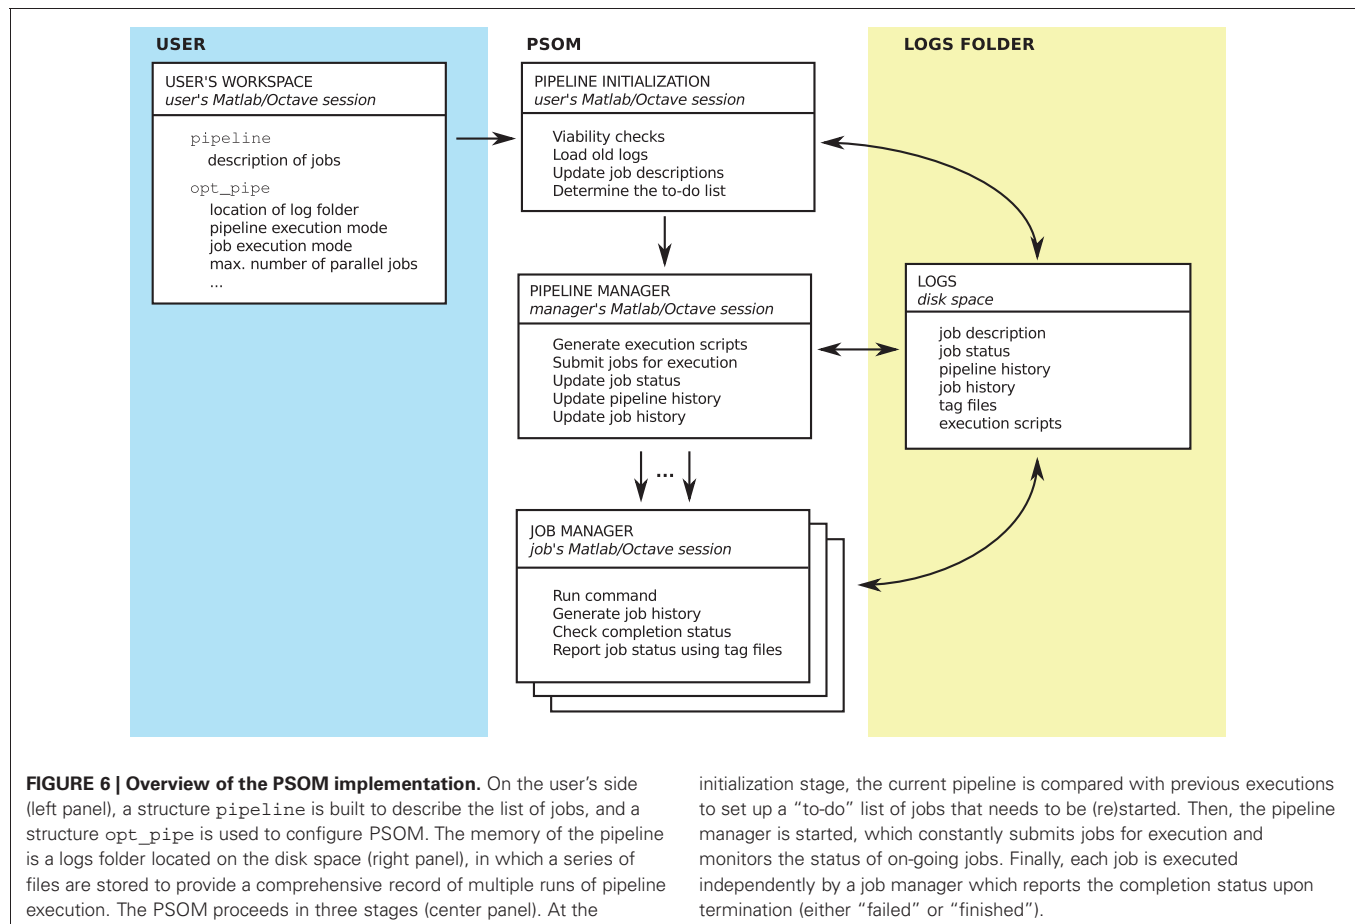 USER
USER'S WORKSPACE
user's Matlab/Octave session
pipeline
description of jobs
opt_pipe
location of log folder
pipeline execution mode
job execution mode
max. number of parallel jobs
...
PSOM
PIPELINE INITIALIZATION
user's Matlab/Octave session
Viability checks
Load old logs
Update job descriptions
Determine the to-do list
PIPELINE MANAGER
manager's Matlab/Octave session
Generate execution scripts
Submit jobs for execution
Update job status
Update pipeline history
Update job history
...
JOB MANAGER
job's Matlab/Octave session
Run command
Generate job history
Check completion status
Report job status using tag files
LOGS FOLDER
LOGS
disk space
job description
job status
pipeline history
job history
tag files
execution scripts
FIGURE 6 | Overview of the PSOM implementation. On the user’s side
(left panel), a structure pipeline is built to describe the list of jobs, and a
structure opt_pipe is used to configure PSOM. The memory of the pipeline
is a logs folder located on the disk space (right panel), in which a series of
files are stored to provide a comprehensive record of multiple runs of pipeline
execution. The PSOM proceeds in three stages (center panel). At the
initialization stage, the current pipeline is compared with previous executions
to set up a “to-do” list of jobs that needs to be (re)started. Then, the pipeline
manager is started, which constantly submits jobs for execution and
monitors the status of on-going jobs. Finally, each job is executed
independently by a job manager which reports the completion status upon
termination (either “failed” or “finished”).